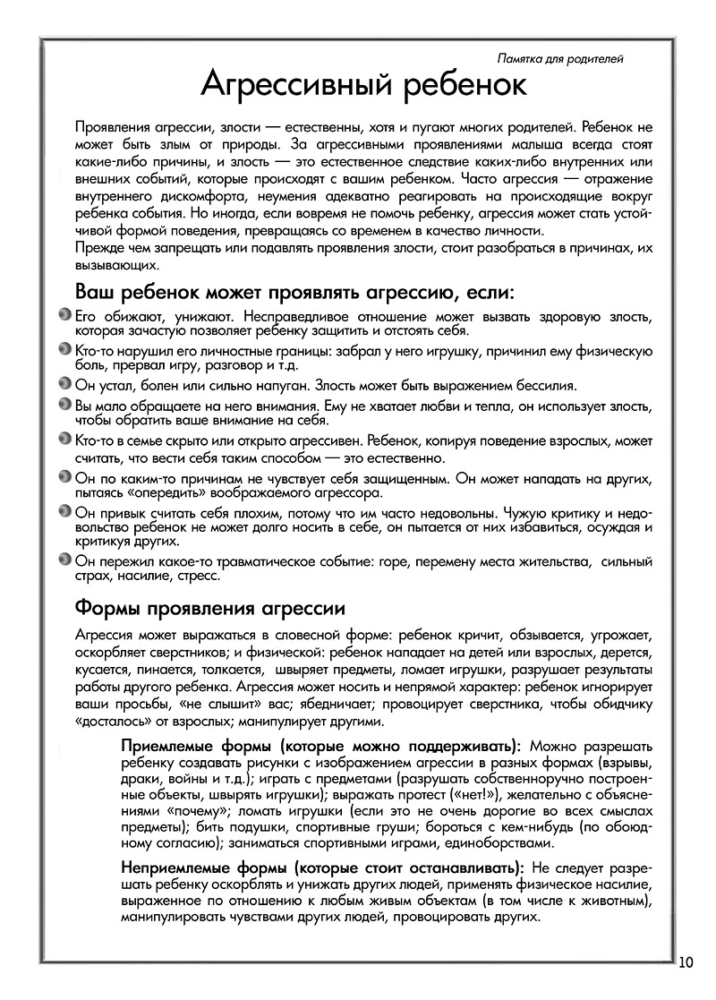 Памятка для родителей
Агрессивный ребенок
Проявления агрессии, злости — естественны, хотя и пугают многих родителей. Ребенок не
может быть злым от природы. За агрессивными проявлениями малыша всегда стоят
какие-либо причины, и злость — это естественное следствие каких-либо внутренних или
внешних событий, которые происходят с вашим ребенком. Часто агрессия — отражение
внутреннего дискомфорта, неумения адекватно реагировать на происходящие вокруг
ребенка события. Но иногда, если вовремя не помочь ребенку, агрессия может стать устой-
чивой формой поведения, превращаясь со временем в качество личности.
Прежде чем запрещать или подавлять проявления злости, стоит разобраться в причинах, их
вызывающих.
Ваш ребенок может проявлять агрессию, если:
Его обижают, унижают. Несправедливое отношение может вызвать здоровую злость,
которая зачастую позволяет ребенку защитить и отстоять себя.
Кто-то нарушил его личностные границы: забрал у него игрушку, причинил ему физическую
боль, прервал игру, разговор и т.д.
Он устал, болен или сильно напуган. Злость может быть выражением бессилия.
Вы мало обращаете на него внимания. Ему не хватает любви и тепла, он использует злость,
чтобы обратить ваше внимание на себя.
Кто-то в семье скрыто или открыто агрессивен. Ребенок, копируя поведение взрослых, может
считать, что вести себя таким способом — это естественно.
Он по каким-то причинам не чувствует себя защищенным. Он может нападать на других,
пытаясь «опередить» воображаемого агрессора.
Он привык считать себя плохим, потому что им часто недовольны. Чужую критику и недо-
вольство ребенок не может долго носить в себе, он пытается от них избавиться, осуждая и
критикуя других.
Он пережил какое-то травматическое событие: горе, перемену места жительства, сильный
страх, насилие, стресс.
Формы проявления агрессии
Агрессия может выражаться в словесной форме: ребенок кричит, обзывается, угрожает,
оскорбляет сверстников; и физической: ребенок нападает на детей или взрослых, дерется,
кусается, пинается, толкается, швыряет предметы, ломает игрушки, разрушает результаты
работы другого ребенка. Агрессия может носить и непрямой характер: ребенок игнорирует
ваши просьбы, «не слышит» вас; ябедничает; провоцирует сверстника, чтобы обидчику
«досталось» от взрослых; манипулирует другими.
Приемлемые формы (которые можно поддерживать): Можно разрешать
ребенку создавать рисунки с изображением агрессии в разных формах (взрывы,
драки, войны и т.д.); играть с предметами (разрушать собственноручно построен-
ные объекты, швырять игрушки); выражать протест («нет!»), желательно с объясне-
ниями «почему»; ломать игрушки (если это не очень дорогие во всех смыслах
предметы); бить подушки, спортивные груши; бороться с кем-нибудь (по обоюд-
ному согласию); заниматься спортивными играми, единоборствами.
Неприемлемые формы (которые стоит останавливать): Не следует разре-
шать ребенку оскорблять и унижать других людей, применять физическое насилие,
выраженное по отношению к любым живым объектам (в том числе к животным),
манипулировать чувствами других людей, провоцировать других.
10